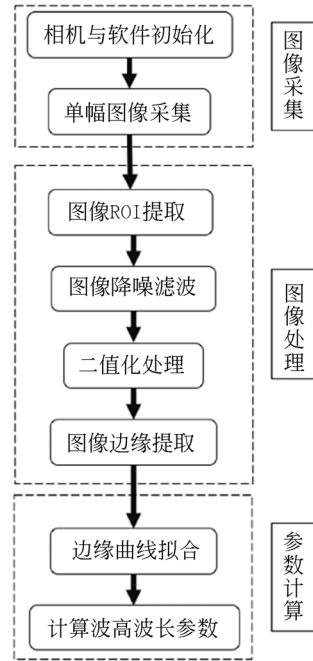 相机与软件初始化
单幅图像采集
图像采集
图像ROI提取
图像降噪滤波
二值化处理
图像边缘提取
图像处理
边缘曲线拟合
计算波高波长参数
参数计算